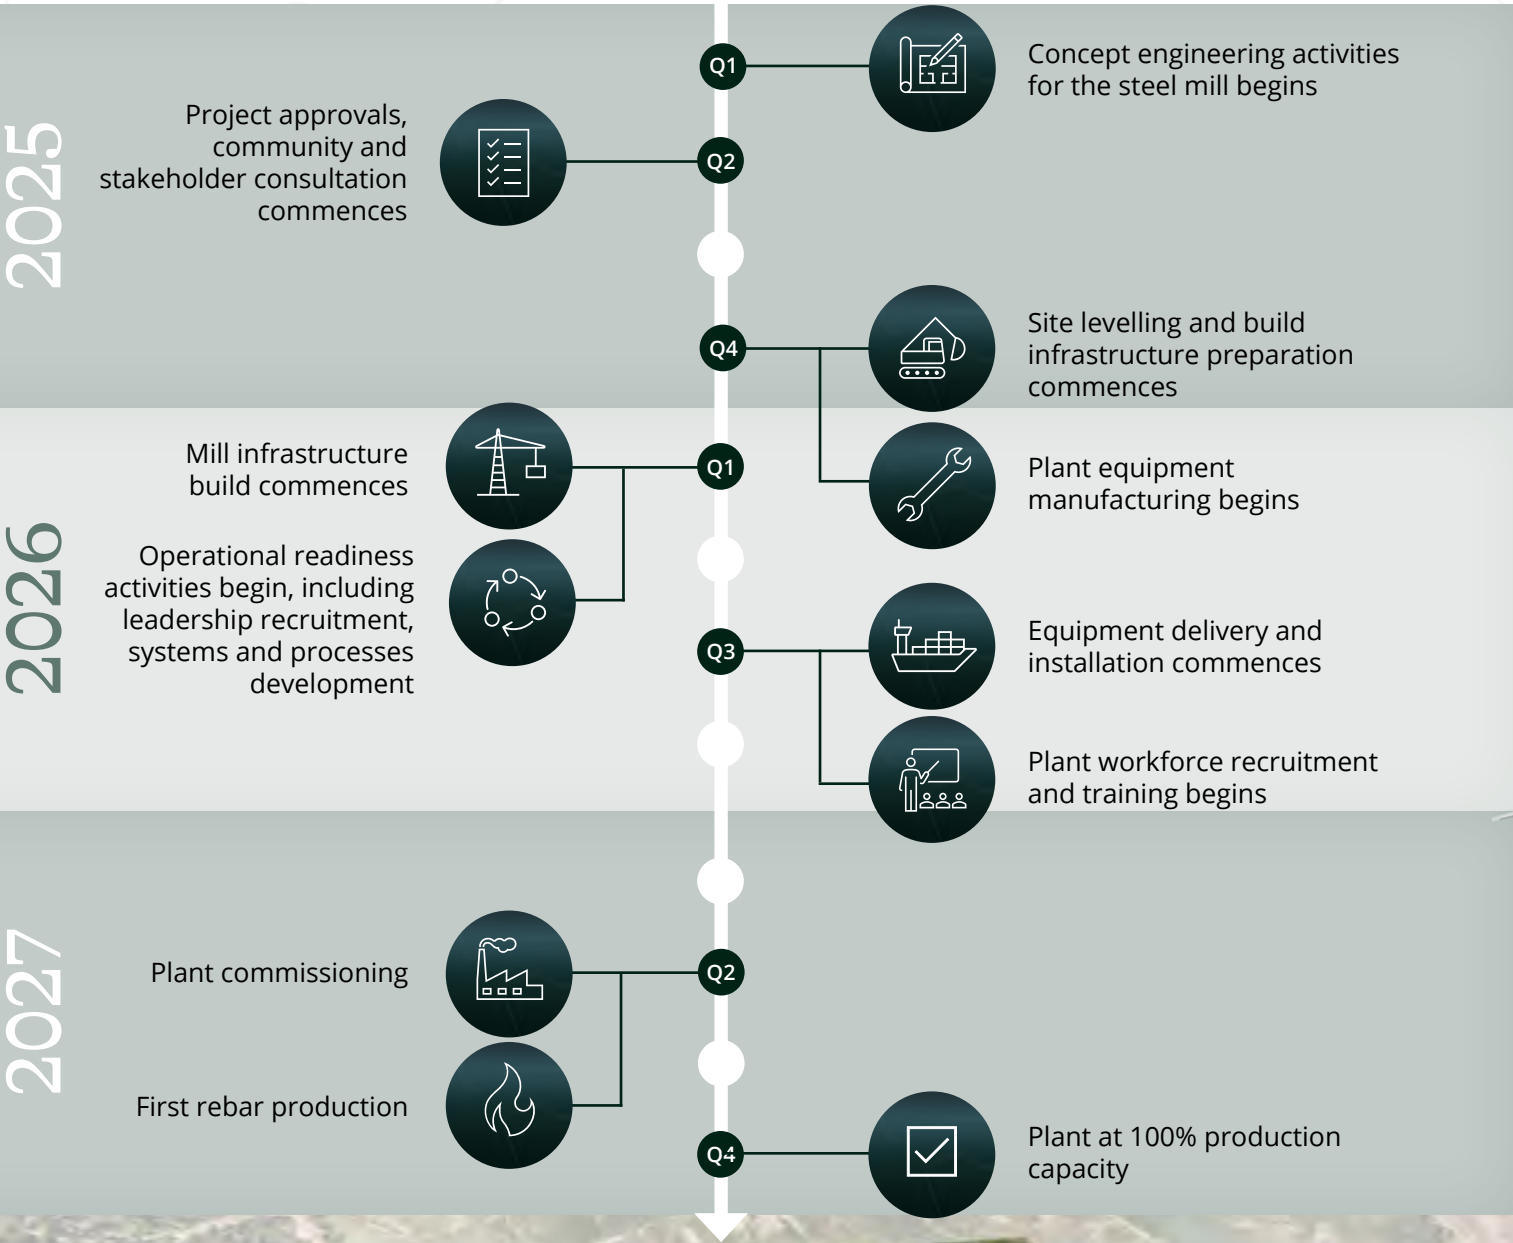 2025
Q1
Concept engineering activities
for the steel mill begins
Project approvals,
community and
stakeholder consultation
commences
Q2
Q4
Site levelling and build
infrastructure preparation
commences
Plant equipment
manufacturing begins
2026
Mill infrastructure
build commences
Q1
Operational readiness
activities begin, including
leadership recruitment,
systems and processes
development
Q3
Equipment delivery and
installation commences
Plant workforce recruitment
and training begins
2027
Plant commissioning
Q2
First rebar production
Q4
Plant at 100% production
capacity